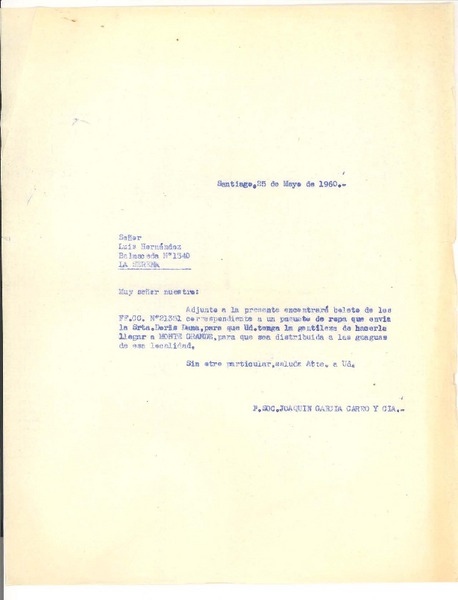 Santiago,25 de Mayo de 1960.-
Señor
Luis Hernández
Balmaceda N°1340
LA SERENA
Muy señor nuestro:
Adjunto a la presente encontrará boleto de los
FF.CC. N°21351 correspondiente a un paquete de ropa que envia
la Srta.Doris Dana,para que Ud.tenga la gentileza de hacerlo
llegar a MONTE GRANDE,para que sea distribuida a las guaguas
de esa localidad.
Sin otro particular,saluda Atte. a Ud.
P.SOC.JOAQUIN GARCIA CARRO Y CIA.-